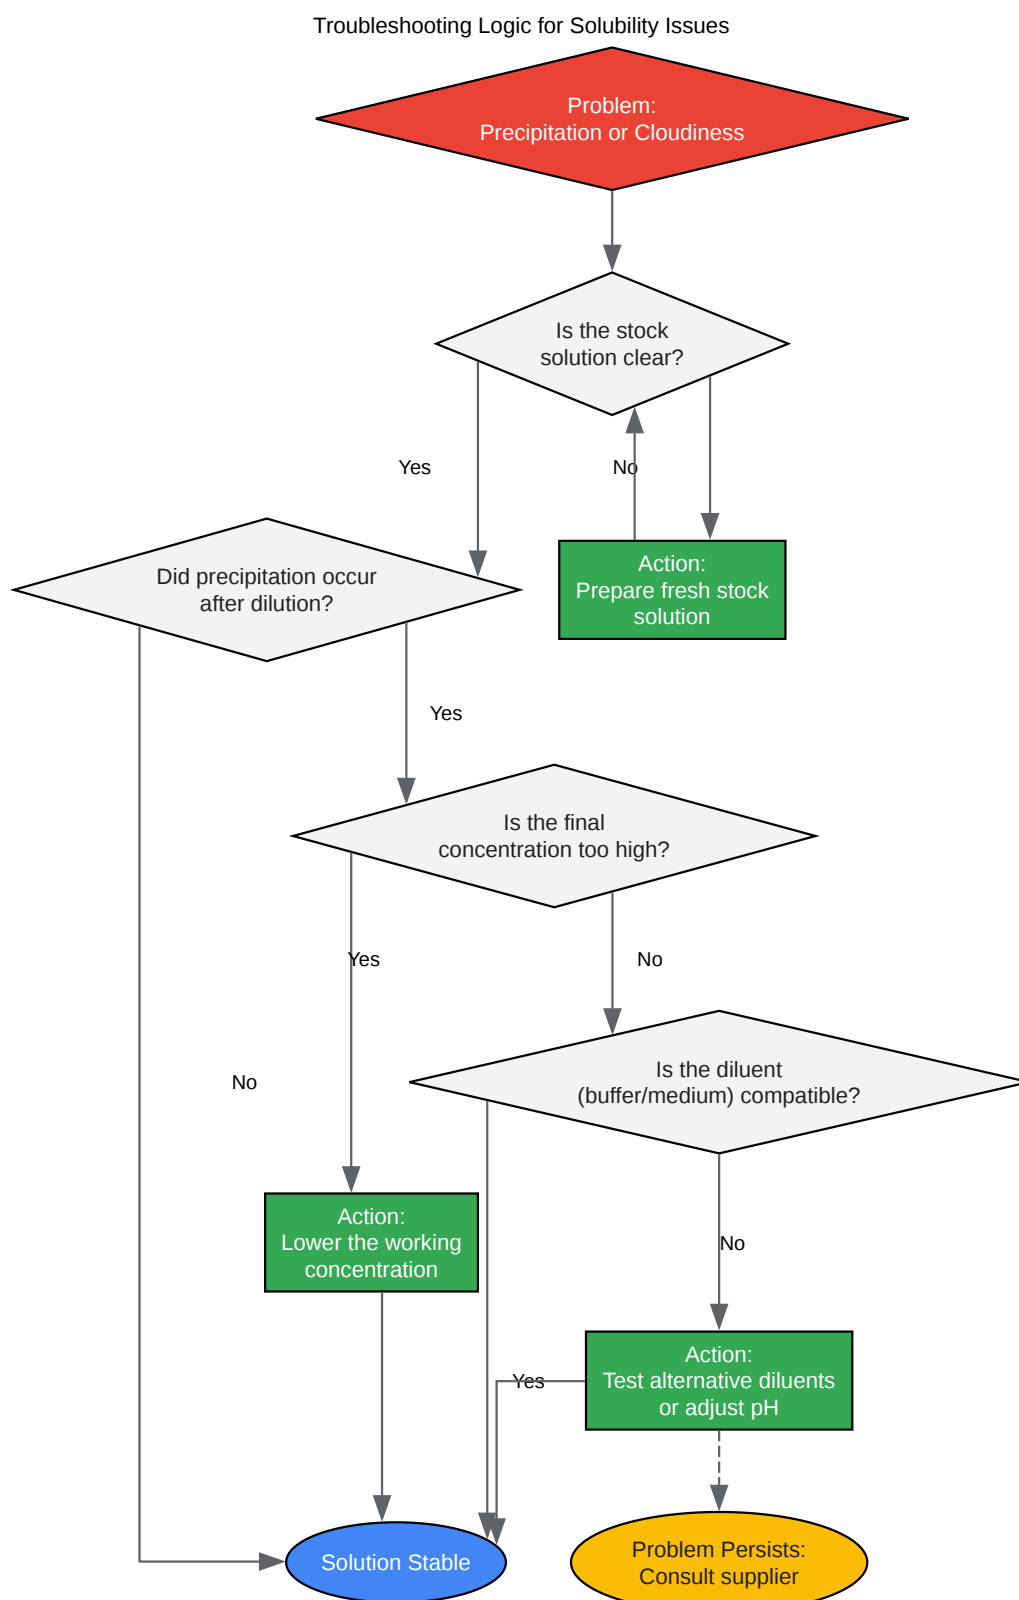 Troubleshooting Logic for Solubility Issues
Problem:
Precipitation or Cloudiness
Is the stock
solution clear?
Yes
No
Did precipitation occur
after dilution?
Action:
Prepare fresh stock
solution
Yes
Is the final
concentration too high?
Yes
No
Is the diluent
(buffer/medium) compatible?
No
Action:
Lower the working
concentration
No
Action:
Test alternative diluents
or adjust pH
Yes
Solution Stable
Problem Persists:
Consult supplier